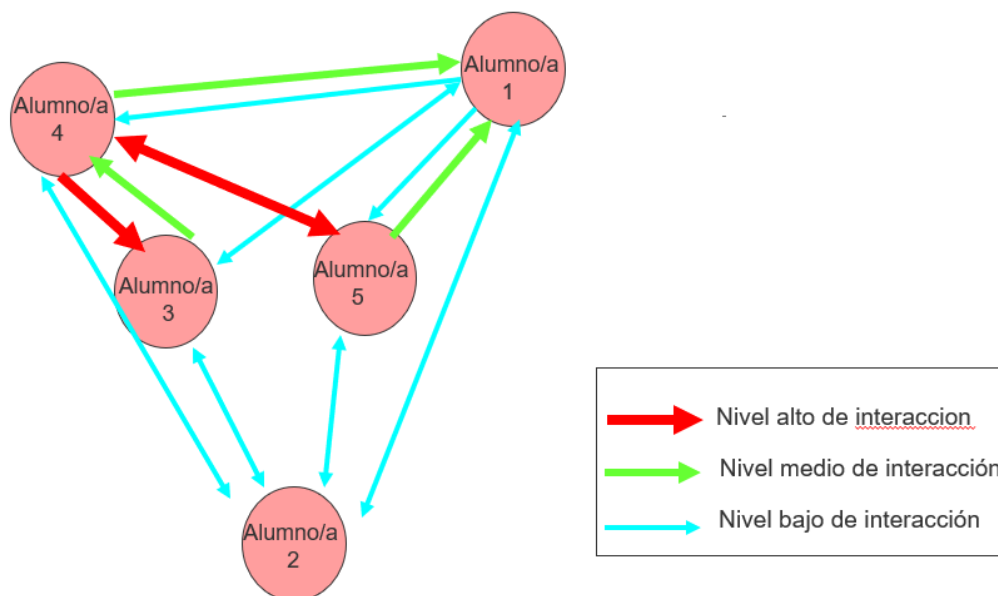 Alumno/a
1
Alumno/a
4
Alumno/a
3
Alumno/a
5
Alumno/a
2
Nivel alto de interaccion
Nivel medio de interacción
Nivel bajo de interacción